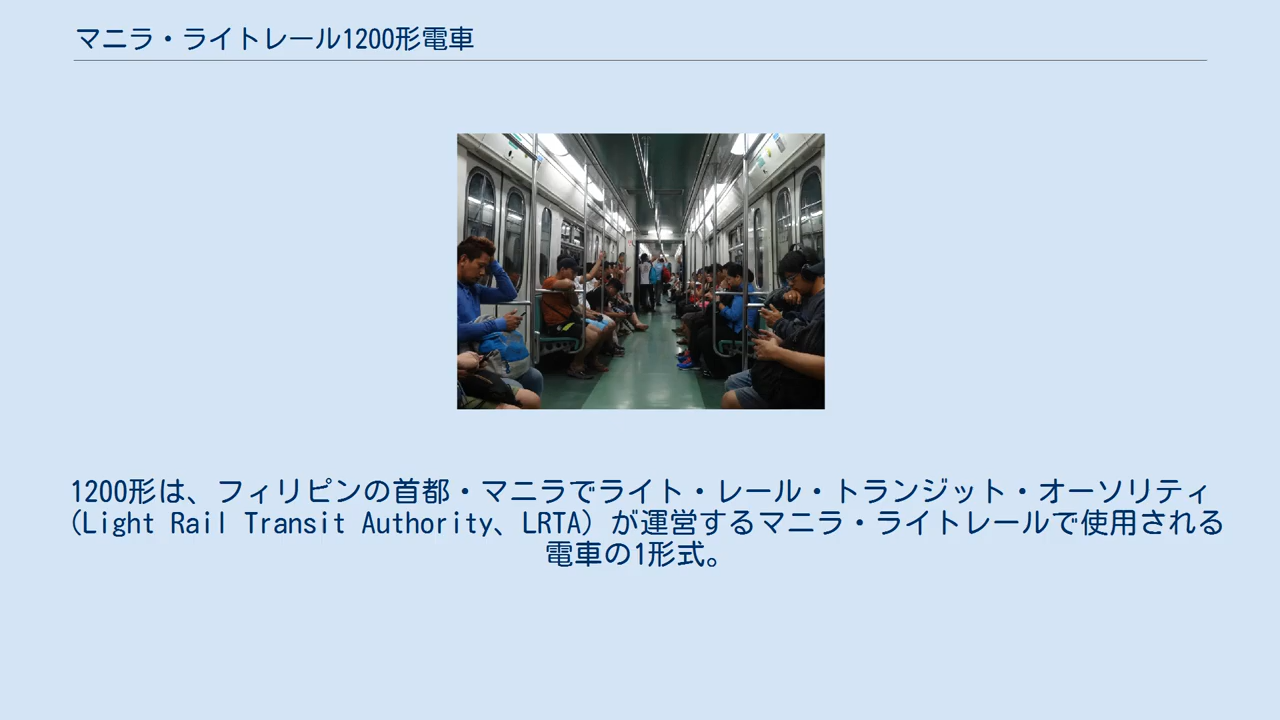 マニラ・ライトレール1200形電車
1200形は、フィリピンの首都・マニラでライト・レール・トランジット・オーソリティ
(Light Rail Transit Authority、LRTA) が運営するマニラ・ライトレールで使用される
電車の1形式。